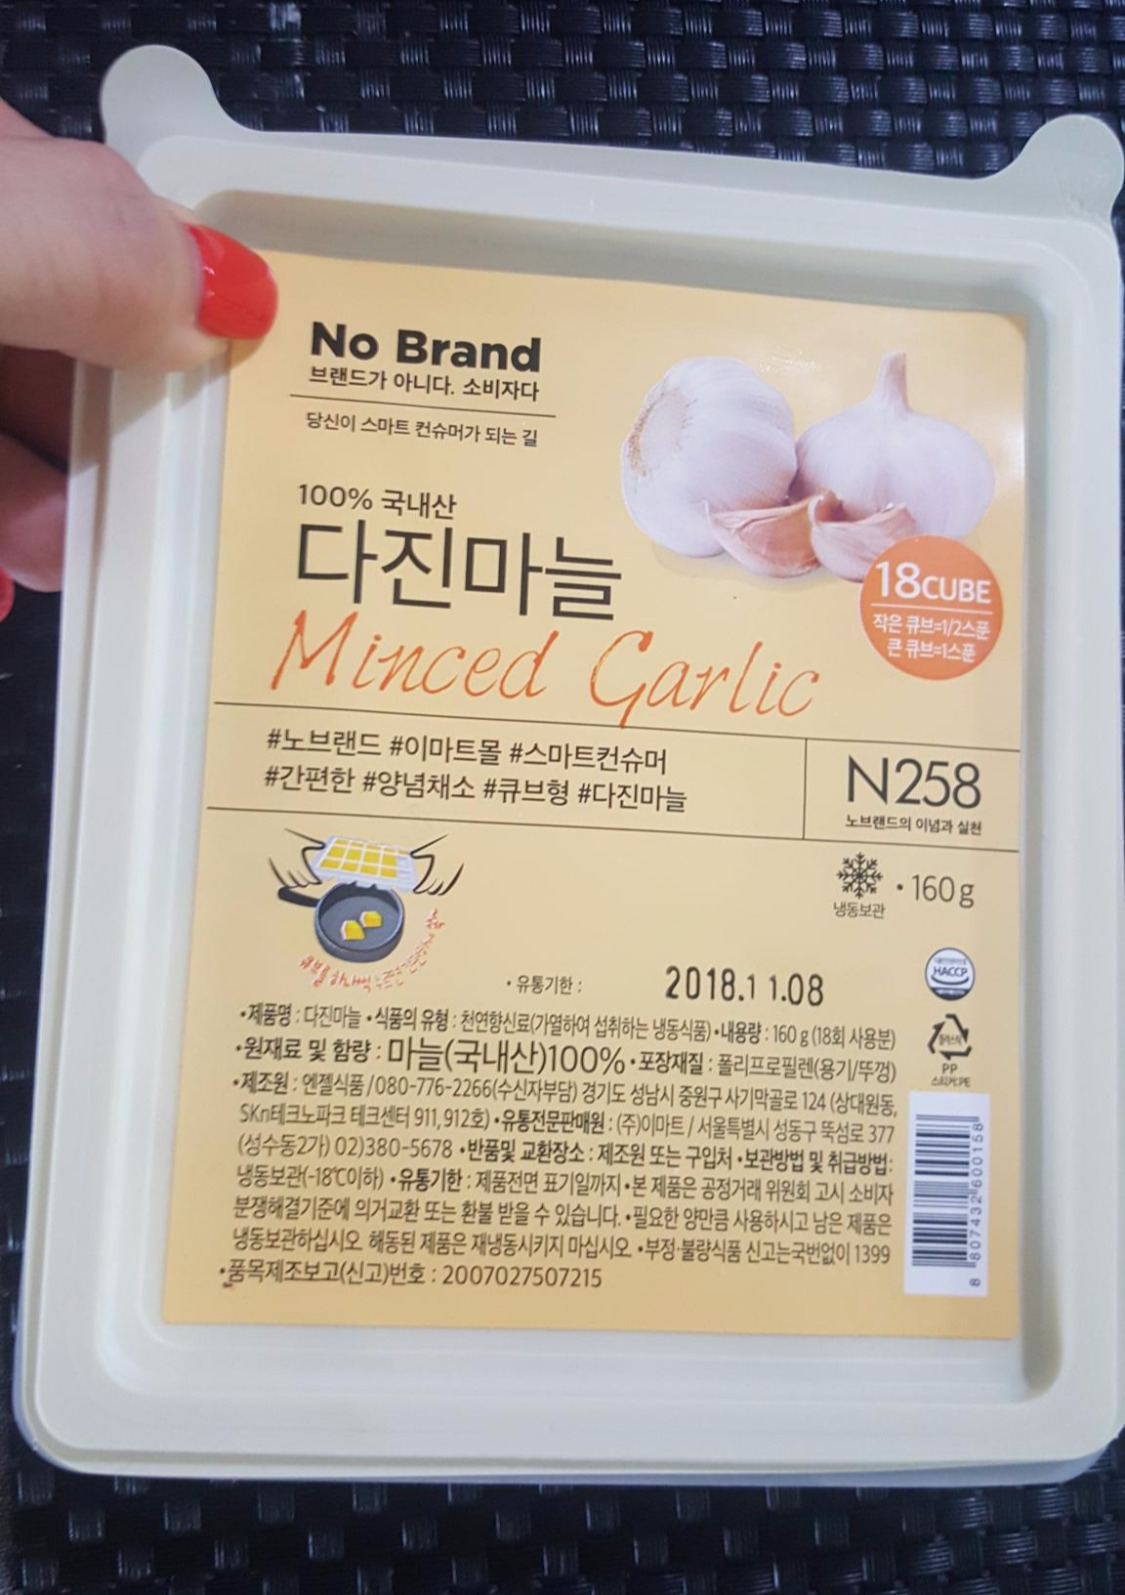 No Brand
브랜드가 아니다. 소비자다
당신이 스마트 컨슈머가 되는 길
100% 국내산
다진마늘
Minced Garlic
18CUBE
작은 큐브=1/2스푼
큰 큐브=1스푼
#노브랜드 #이마트몰 #스마트컨슈머
#간편한 #양념채소 #큐브형 #다진마늘
N258
노브랜드의 이념과 실천
냉동보관
•160g
HACCP
•유통기한 :
2018.11.08
•제품명 : 다진마늘 •식품의 유형 : 천연향신료(가열하여 섭취하는 냉동식품) •내용량 : 160g (18회 사용분)
•원재료 및 함량 : 마늘(국내산)100% •포장재질 : 폴리프로필렌(용기/뚜껑)
•제조원 : 엔젤식품/080-776-2266(수신자부담) 경기도 성남시 중원구 사기막골로 124 (상대원동,
SKn테크노파크 테크센터 911, 912호) •유통전문판매원 : (주)이마트 / 서울특별시 성동구 뚝섬로 377
(성수동2가) 02)380-5678 •반품및 교환장소 : 제조원 또는 구입처 •보관방법 및 취급방법:
냉동보관(-18℃이하) •유통기한 : 제품전면 표기일까지 •본 제품은 공정거래 위원회 고시 소비자
분쟁해결기준에 의거교환 또는 환불 받을 수 있습니다. •필요한 양만큼 사용하시고 남은 제품은
냉동보관하십시오. 해동된 제품은 재냉동시키지 마십시오. •부정·불량식품 신고는국번없이 1399
•품목제조보고(신고)번호 : 2007027507215
플라스틱
PP
스티커:PE
8 807432 600158